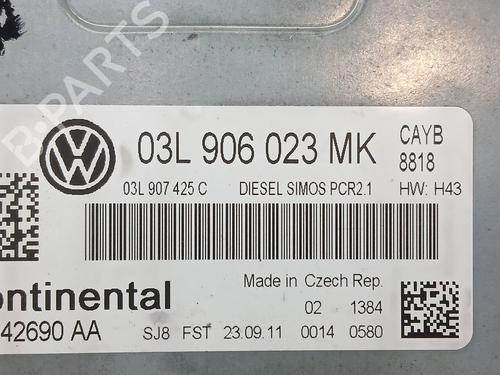 B-PARTS
03L 906 023 MK
CAYB
8818
03L 907 425 C DIESEL SIMOS PCR2.1 HW: H43
Made in Czech Rep.
02 1384
ontinental
42690 AA SJ8 FST 23.09.11 0014 0580